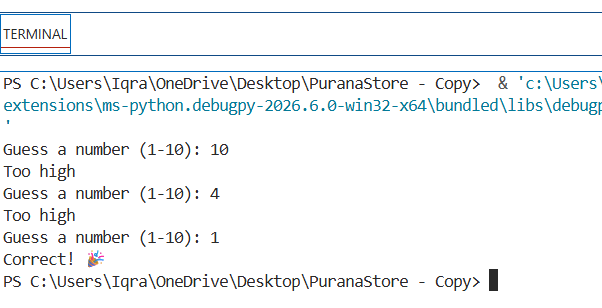 TERMINAL
PS C:\Users\Iqra\OneDrive\Desktop\PuranaStore - Copy>  & 'c:\Users\
extensions\ms-python.debugpy-2026.6.0-win32-x64\bundled\libs\debugp
'
Guess a number (1-10): 10
Too high
Guess a number (1-10): 4
Too high
Guess a number (1-10): 1
Correct! 🎉
PS C:\Users\Iqra\OneDrive\Desktop\PuranaStore - Copy>